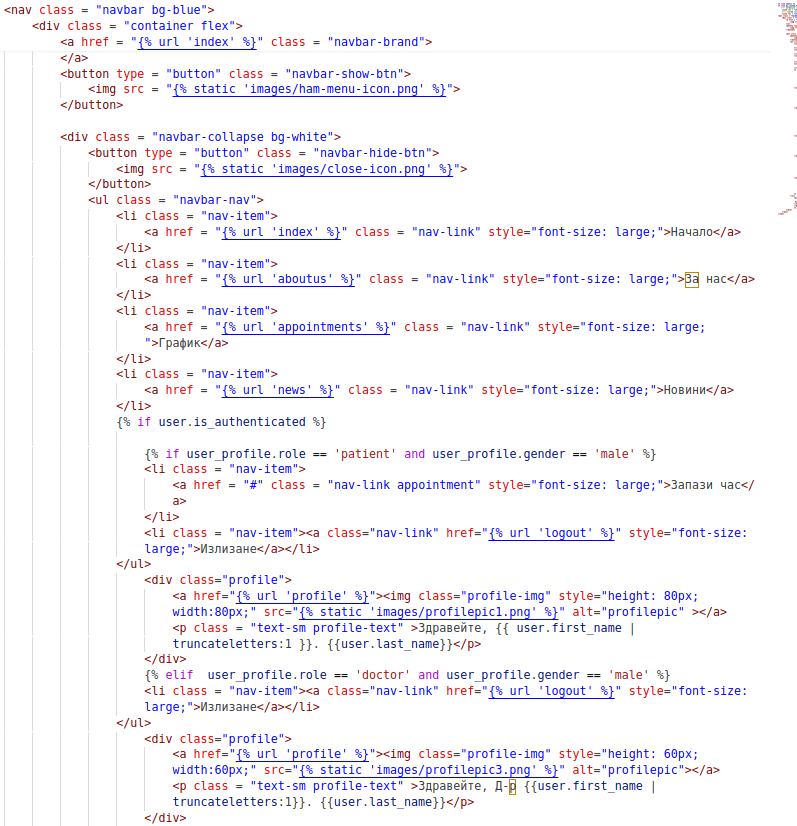 <nav class = "navbar bg-blue">
<div class = "container flex">
<a href = "{% url 'index' %}" class = "navbar-brand">
</a>
<button type = "button" class = "navbar-show-btn">
<img src = "{% static 'images/ham-menu-icon.png' %}">
</button>
<div class = "navbar-collapse bg-white">
<button type = "button" class = "navbar-hide-btn">
<img src = "{% static 'images/close-icon.png' %}">
</button>
<ul class = "navbar-nav">
<li class = "nav-item">
<a href = "{% url 'index' %}" class = "nav-link" style="font-size: large;">Начало</a>
</li>
<li class = "nav-item">
<a href = "{% url 'aboutus' %}" class = "nav-link" style="font-size: large;">За нас</a>
</li>
<li class = "nav-item">
<a href = "{% url 'appointments' %}" class = "nav-link" style="font-size: large;
">График</a>
</li>
<li class = "nav-item">
<a href = "{% url 'news' %}" class = "nav-link" style="font-size: large;">Новини</a>
</li>
{% if user.is_authenticated %}
{% if user_profile.role == 'patient' and user_profile.gender == 'male' %}
<li class = "nav-item">
<a href = "#" class = "nav-link appointment" style="font-size: large;">Запази час</
a>
</li>
<li class = "nav-item"><a class="nav-link" href="{% url 'logout' %}" style="font-size:
large;">Излизане</a></li>
</ul>
<div class="profile">
<a href="{% url 'profile' %}"><img class="profile-img" style="height: 80px;
width:80px;" src="{% static 'images/profilepic1.png' %}" alt="profilepic" ></a>
<p class = "text-sm profile-text" >Здравейте, {{ user.first_name |
truncateletters:1 }}. {{user.last_name}}</p>
</div>
{% elif  user_profile.role == 'doctor' and user_profile.gender == 'male' %}
<li class = "nav-item"><a class="nav-link" href="{% url 'logout' %}" style="font-size:
large;">Излизане</a></li>
</ul>
<div class="profile">
<a href="{% url 'profile' %}"><img class="profile-img" style="height: 60px;
width:60px;" src="{% static 'images/profilepic3.png' %}" alt="profilepic"></a>
<p class = "text-sm profile-text" >Здравейте, Д-р {{user.first_name |
truncateletters:1}}. {{user.last_name}}</p>
</div>